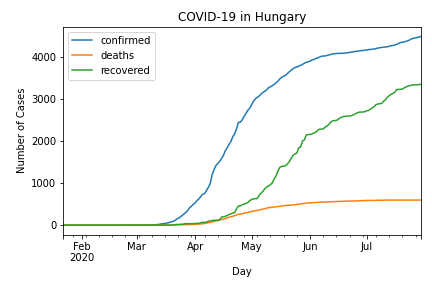 COVID-19 in Hungary
confirmed
deaths
recovered
Number of Cases
4000
3000
2000
1000
0
Feb
2020
Mar
Apr
May
Jun
Jul
Day